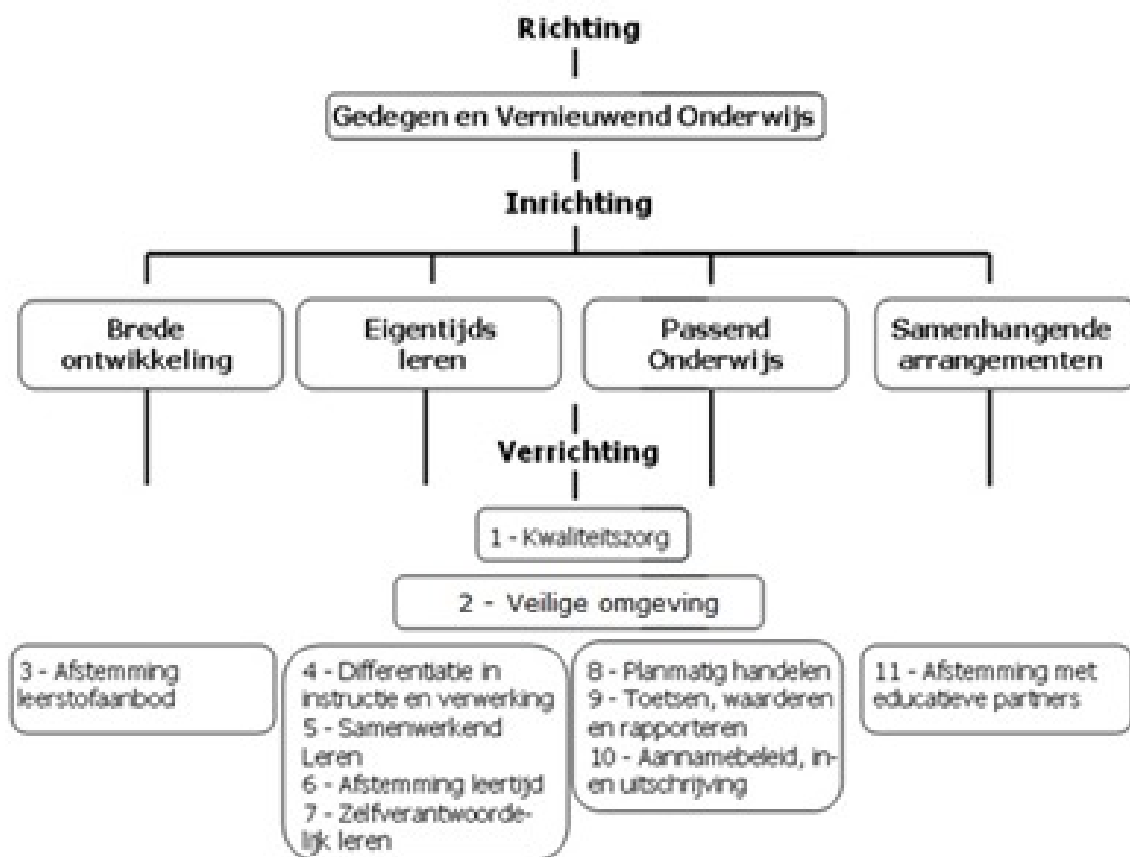 Richting
Gedegen en Vernieuwend Onderwijs
Inrichting
Brede
ontwikkeling
Eigentijds
leren
Passend
Onderwijs
Samenhangende
arrangementen
Verrichting
1 - Kwaliteitszorg
2 - Veilige omgeving
3 - Afstemming
leerstofaanbod
4 - Differentiatie in
instructie en verwerking
5 - Samenwerkend
Leren
6 - Afstemming leertijd
7 - Zelfverantwoorde-
lijk leren
8 - Planmatig handelen
9 - Toetsen, waarderen
en rapporteren
10 - Aannamebeleid, in-
en uitschrijving
11 - Afstemming met
educatieve partners